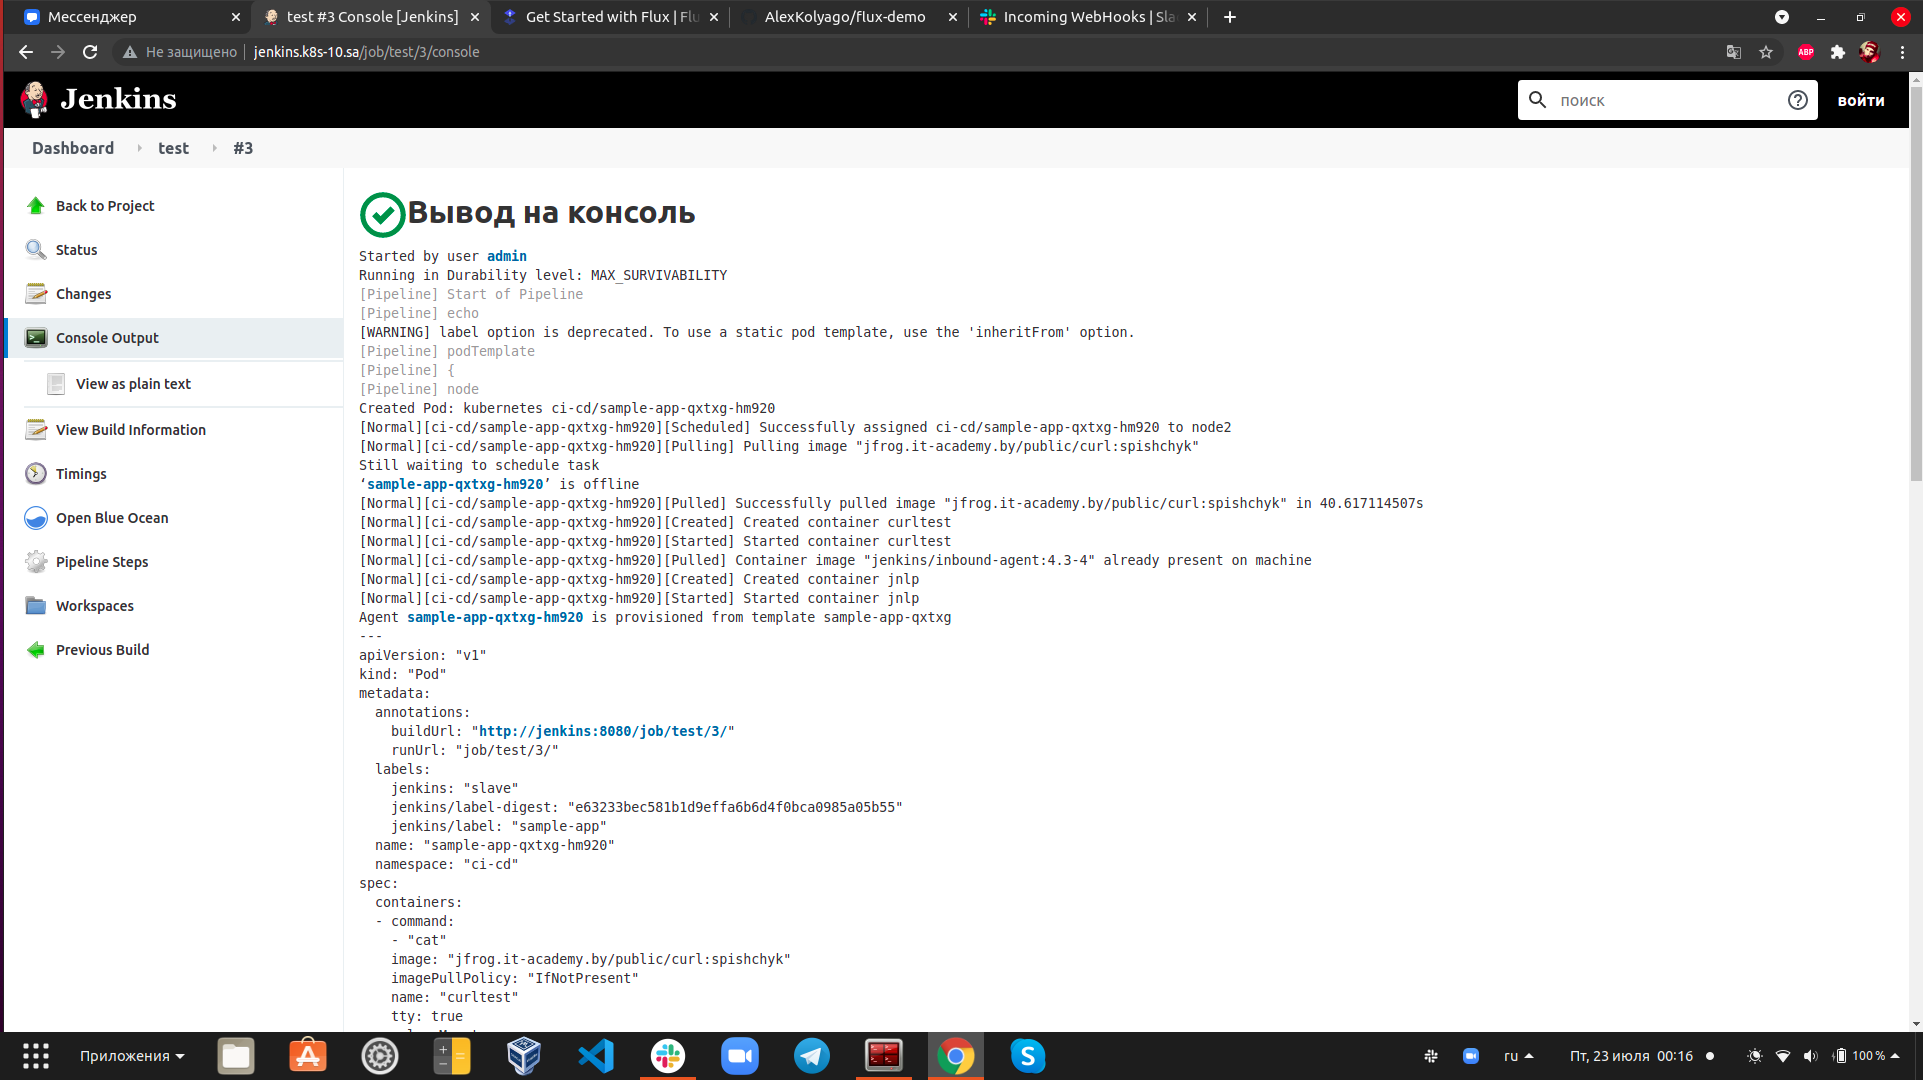 Мессенджер
test #3 Console [Jenkins]
Get Started with Flux | Flu
AlexKolyago/flux-demo
Incoming WebHooks | Sla
Не защищено
jenkins.k8s-10.sa/job/test/3/console
ABP
Jenkins
поиск
войти
Dashboard
test
#3
Back to Project
Status
Changes
Console Output
View as plain text
View Build Information
Timings
Open Blue Ocean
Pipeline Steps
Workspaces
Previous Build
Вывод на консоль
Started by user admin
Running in Durability level: MAX_SURVIVABILITY
[Pipeline] Start of Pipeline
[Pipeline] echo
[WARNING] label option is deprecated. To use a static pod template, use the 'inheritFrom' option.
[Pipeline] podTemplate
[Pipeline] {
[Pipeline] node
Created Pod: kubernetes ci-cd/sample-app-qxtxg-hm920
[Normal][ci-cd/sample-app-qxtxg-hm920][Scheduled] Successfully assigned ci-cd/sample-app-qxtxg-hm920 to node2
[Normal][ci-cd/sample-app-qxtxg-hm920][Pulling] Pulling image "jfrog.it-academy.by/public/curl:spishchyk"
Still waiting to schedule task
‘sample-app-qxtxg-hm920’ is offline
[Normal][ci-cd/sample-app-qxtxg-hm920][Pulled] Successfully pulled image "jfrog.it-academy.by/public/curl:spishchyk" in 40.617114507s
[Normal][ci-cd/sample-app-qxtxg-hm920][Created] Created container curltest
[Normal][ci-cd/sample-app-qxtxg-hm920][Started] Started container curltest
[Normal][ci-cd/sample-app-qxtxg-hm920][Pulled] Container image "jenkins/inbound-agent:4.3-4" already present on machine
[Normal][ci-cd/sample-app-qxtxg-hm920][Created] Created container jnlp
[Normal][ci-cd/sample-app-qxtxg-hm920][Started] Started container jnlp
Agent sample-app-qxtxg-hm920 is provisioned from template sample-app-qxtxg
---
apiVersion: "v1"
kind: "Pod"
metadata:
  annotations:
    buildUrl: "http://jenkins:8080/job/test/3/"
    runUrl: "job/test/3/"
  labels:
    jenkins: "slave"
    jenkins/label-digest: "e63233bec581b1d9effa6b6d4f0bca0985a05b55"
    jenkins/label: "sample-app"
  name: "sample-app-qxtxg-hm920"
  namespace: "ci-cd"
spec:
  containers:
  - command:
    - "cat"
    image: "jfrog.it-academy.by/public/curl:spishchyk"
    imagePullPolicy: "IfNotPresent"
    name: "curltest"
    tty: true
Приложения
ru
Пт, 23 июля 00:16
100 %